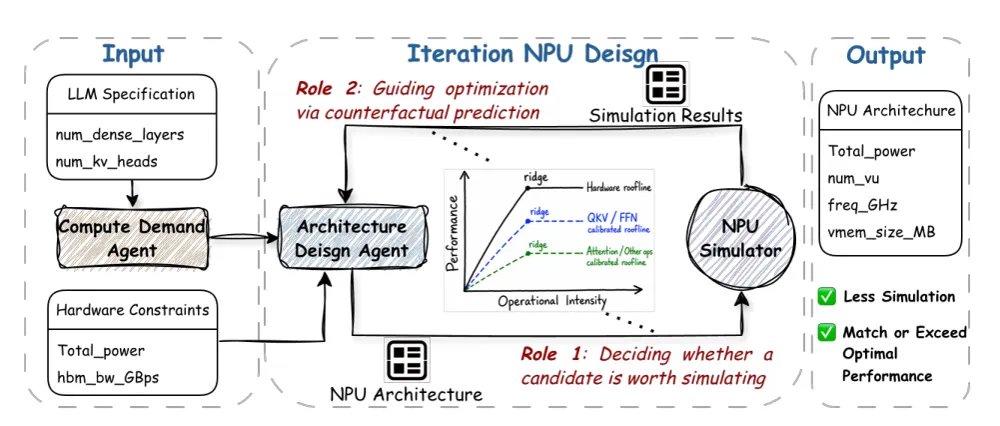 Input
LLM Specification
num_dense_layers
num_kv_heads
Compute Demand
Agent
Hardware Constraints
Total_power
hbm_bw_GBps
Iteration NPU Deisgn
Role 2: Guiding optimization
via counterfactual prediction
Simulation Results
Architecture
Deisgn Agent
Performance
ridge
Hardware roofline
ridge
QKV / FFN
calibrated roofline
ridge
Attention / Other ops
calibrated roofline
Operational Intensity
NPU
Simulator
Role 1: Deciding whether a
candidate is worth simulating
NPU Architecture
Output
NPU Architechure
Total_power
num_vu
freq_GHz
vmem_size_MB
Less Simulation
Match or Exceed
Optimal
Performance